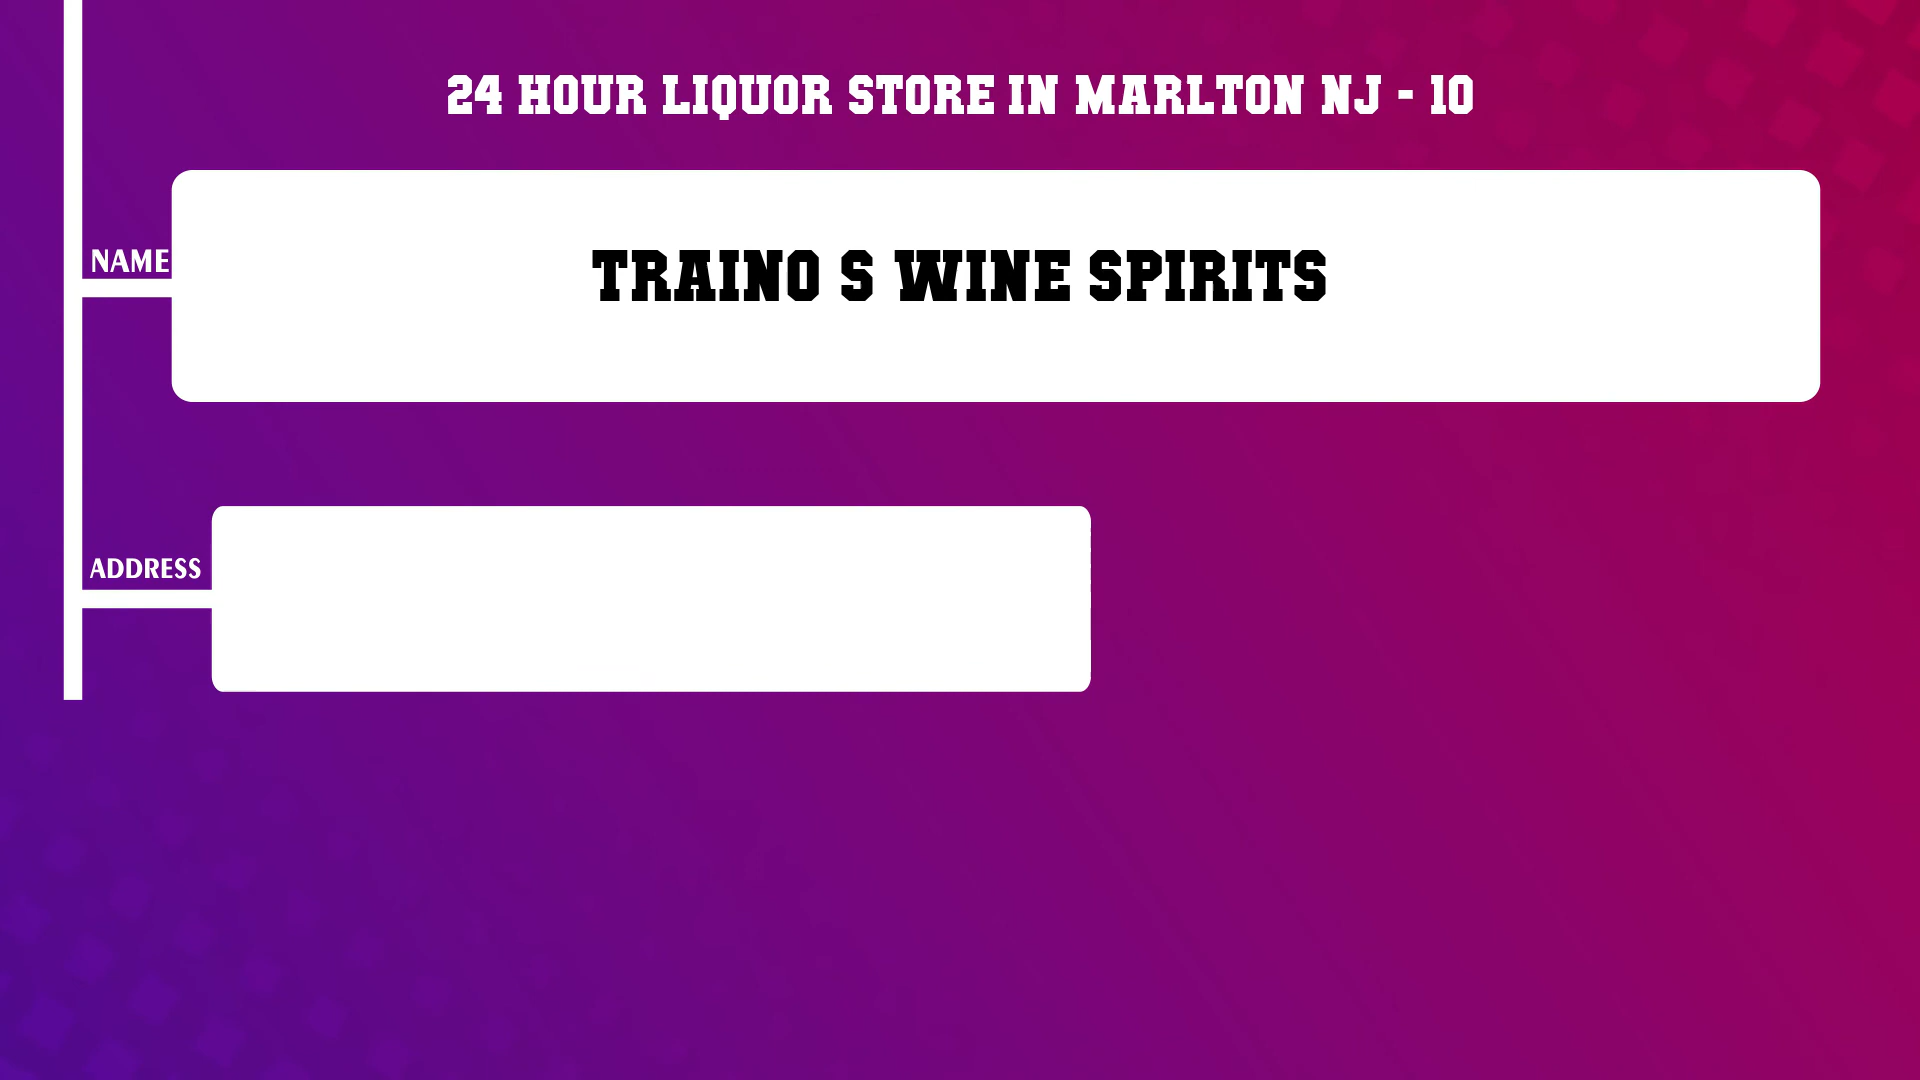 24 HOUR LIQUOR STORE IN MARLTON NJ - 10
NAME
TRAINO S WINE SPIRITS
ADDRESS